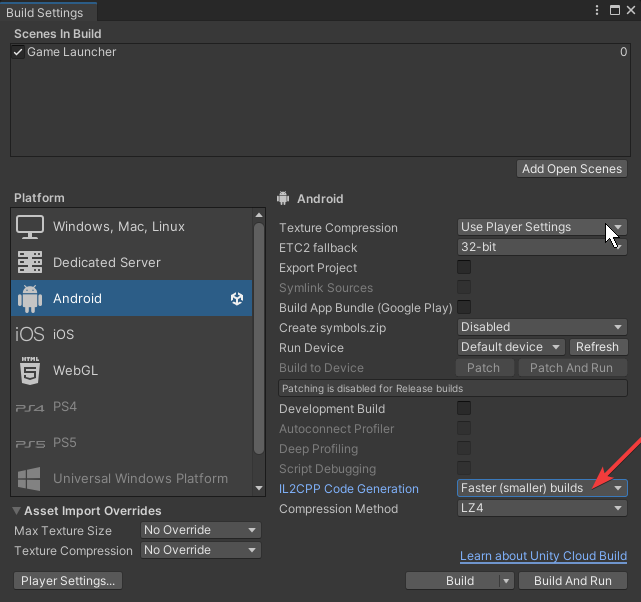 Build Settings
Scenes In Build
Game Launcher 0
Add Open Scenes
Platform
Windows, Mac, Linux
Dedicated Server
Android
iOS iOS
HTML
5
WebGL
PS4 PS4
PS5 PS5
Universal Windows Platform
Asset Import Overrides
Max Texture Size No Override
Texture Compression No Override
Player Settings...
Android
Texture Compression Use Player Settings
ETC2 fallback 32-bit
Export Project
Symlink Sources
Build App Bundle (Google Play)
Create symbols.zip Disabled
Run Device Default device Refresh
Build to Device Patch Patch And Run
Patching is disabled for Release builds
Development Build
Autoconnect Profiler
Deep Profiling
Script Debugging
IL2CPP Code Generation Faster (smaller) builds
Compression Method LZ4
Learn about Unity Cloud Build
Build Build And Run